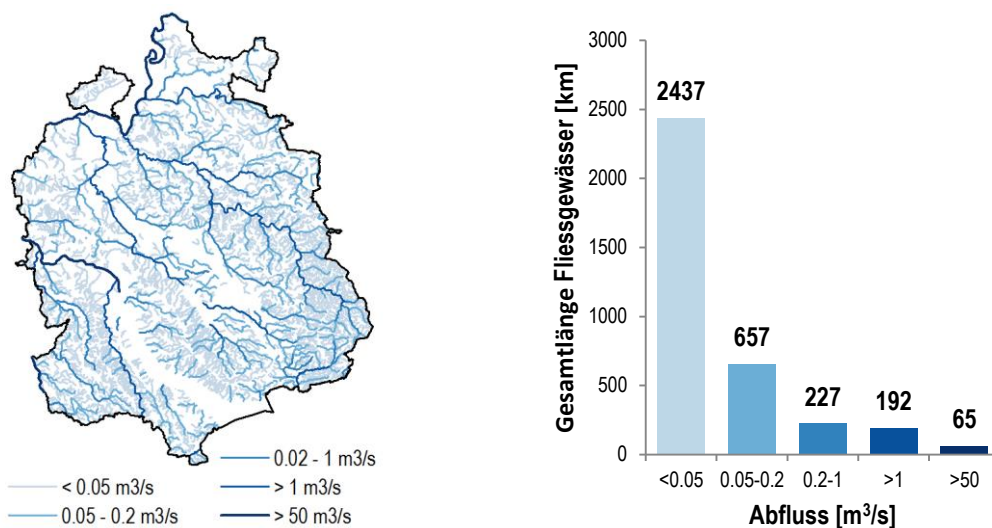 0.02 - 1 m3/s
< 0.05 m3/s
> 1 m3/s
0.05 - 0.2 m3/s
> 50 m3/s
Gesamtlänge Fliessgewässer [km]
3000
2500
2000
1500
1000
500
0
2437
657
227
192
65
<0.05
0.05-0.2
0.2-1
>1
>50
Abfluss [m³/s]